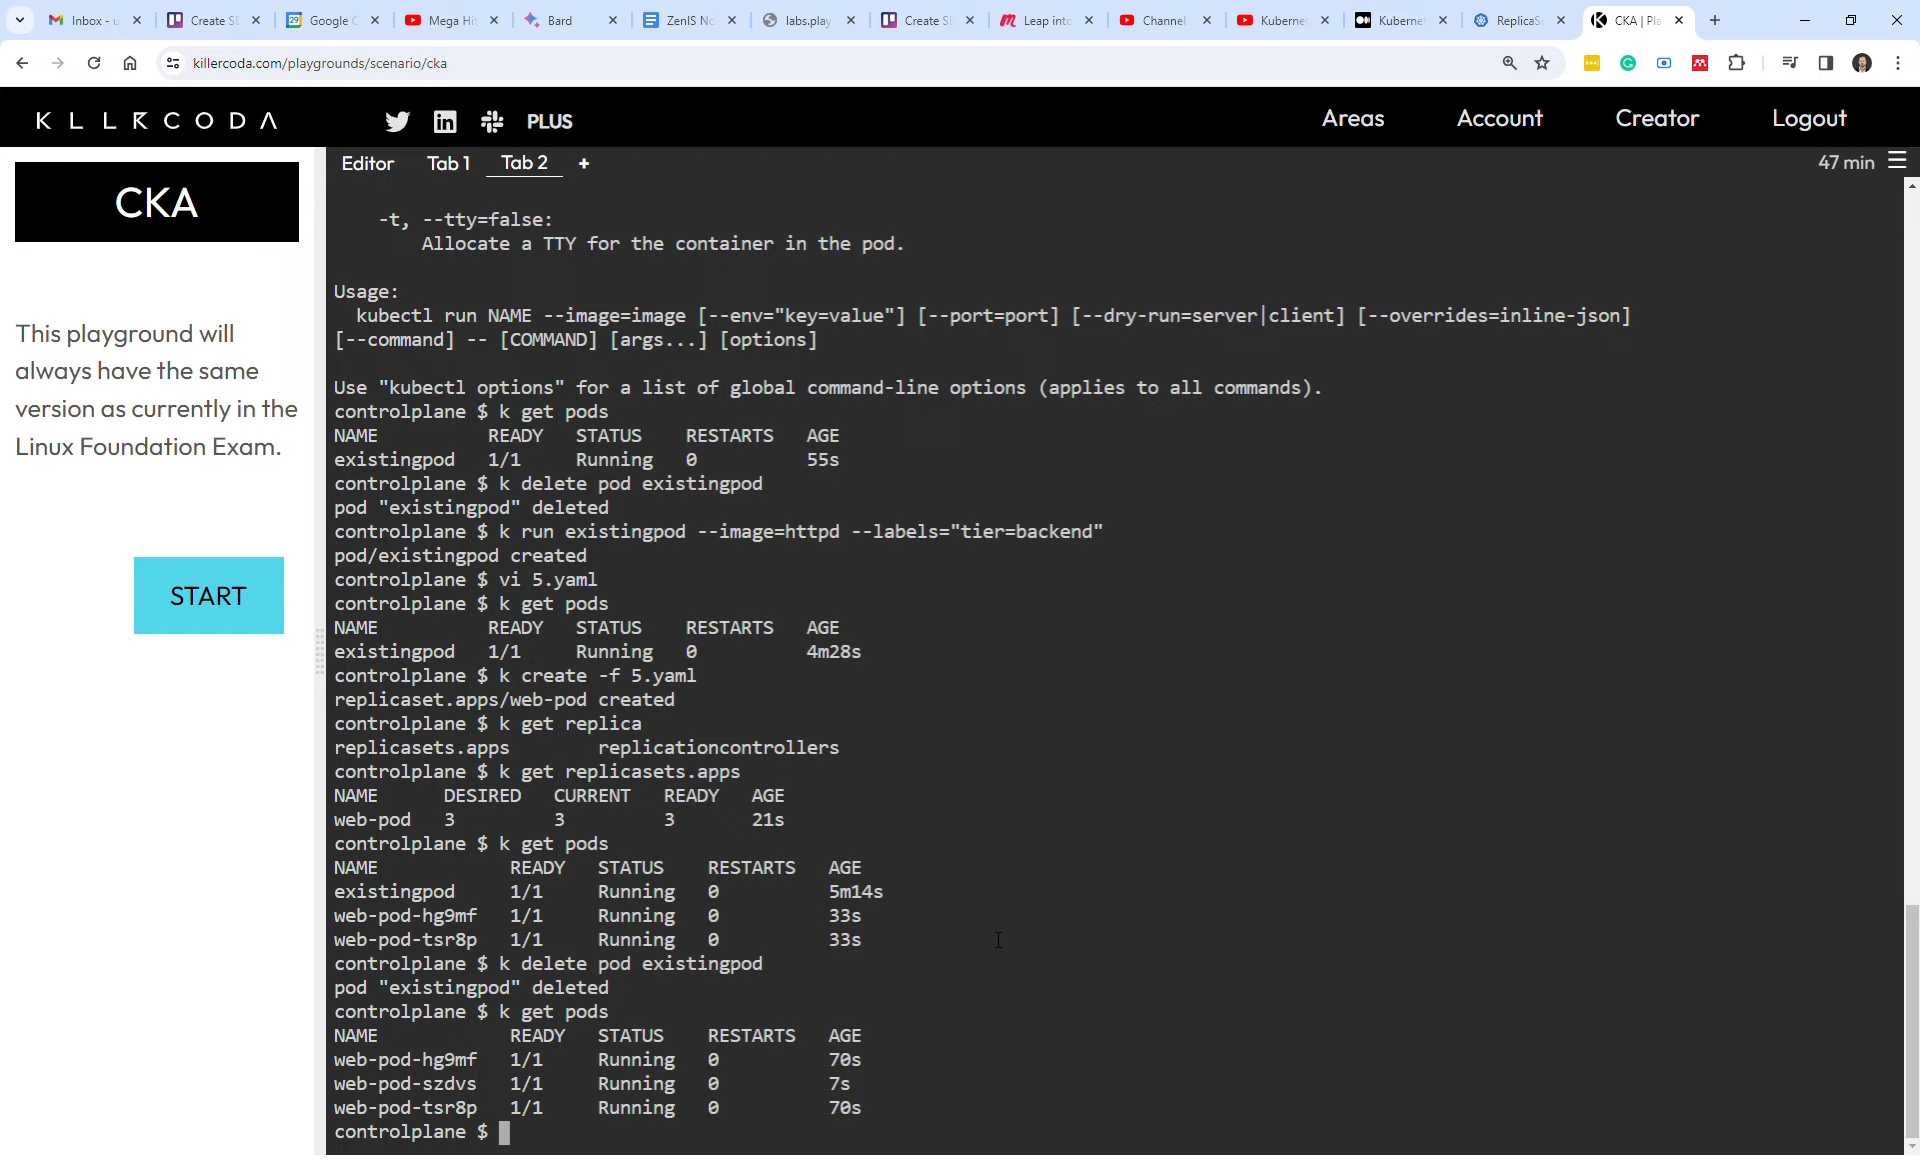 Inbox - u
Create SE
Google C
Mega Hi
Bard
ZenIS No
labs.play
Create SE
Leap into
Channel
Kuberne
Kuberne
ReplicaSe
CKA | Pla
killercoda.com/playgrounds/scenario/cka
KLLRCODA
PLUS
Areas
Account
Creator
Logout
Editor
Tab 1
Tab 2
+
47 min
CKA
This playground will
always have the same
version as currently in the
Linux Foundation Exam.
START
-t, --tty=false:
Allocate a TTY for the container in the pod.
Usage:
kubectl run NAME --image=image [--env="key=value"] [--port=port] [--dry-run=server|client] [--overrides=inline-json]
[--command] -- [COMMAND] [args...] [options]
Use "kubectl options" for a list of global command-line options (applies to all commands).
controlplane $ k get pods
NAME READY STATUS RESTARTS AGE
existingpod 1/1 Running 0 55s
controlplane $ k delete pod existingpod
pod "existingpod" deleted
controlplane $ k run existingpod --image=httpd --labels="tier=backend"
pod/existingpod created
controlplane $ vi 5.yaml
controlplane $ k get pods
NAME READY STATUS RESTARTS AGE
existingpod 1/1 Running 0 4m28s
controlplane $ k create -f 5.yaml
replicaset.apps/web-pod created
controlplane $ k get replica
replicasets.apps replicationcontrollers
controlplane $ k get replicasets.apps
NAME DESIRED CURRENT READY AGE
web-pod 3 3 3 21s
controlplane $ k get pods
NAME READY STATUS RESTARTS AGE
existingpod 1/1 Running 0 5m14s
web-pod-hg9mf 1/1 Running 0 33s
web-pod-tsr8p 1/1 Running 0 33s
controlplane $ k delete pod existingpod
pod "existingpod" deleted
controlplane $ k get pods
NAME READY STATUS RESTARTS AGE
web-pod-hg9mf 1/1 Running 0 70s
web-pod-szdvs 1/1 Running 0 7s
web-pod-tsr8p 1/1 Running 0 70s
controlplane $